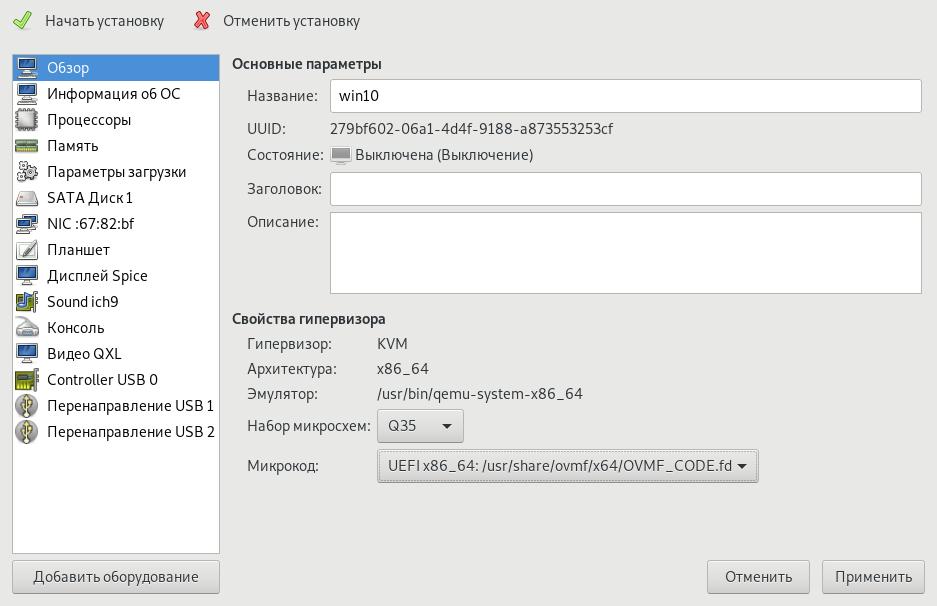 Начать установку Отменить установку
Обзор
Информация об ОС
Процессоры
Память
Параметры загрузки
SATA Диск 1
NIC :67:82:bf
Планшет
Дисплей Spice
Sound ich9
Консоль
Видео QXL
Controller USB 0
Перенаправление USB 1
Перенаправление USB 2
Добавить оборудование
Основные параметры
Название: win10
UUID: 279bf602-06a1-4d4f-9188-a873553253cf
Состояние: Выключена (Выключение)
Заголовок:
Описание:
Свойства гипервизора
Гипервизор: KVM
Архитектура: x86_64
Эмулятор: /usr/bin/qemu-system-x86_64
Набор микросхем: Q35
Микрокод: UEFI x86_64: /usr/share/ovmf/x64/OVMF_CODE.fd
Отменить Применить